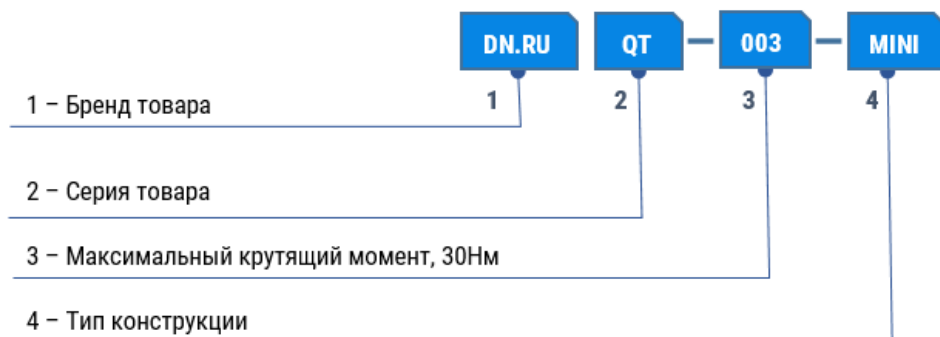 DN.RU QT – 003 – MINI
1 2 3 4
1 – Бренд товара
2 – Серия товара
3 – Максимальный крутящий момент, 30Нм
4 – Тип конструкции